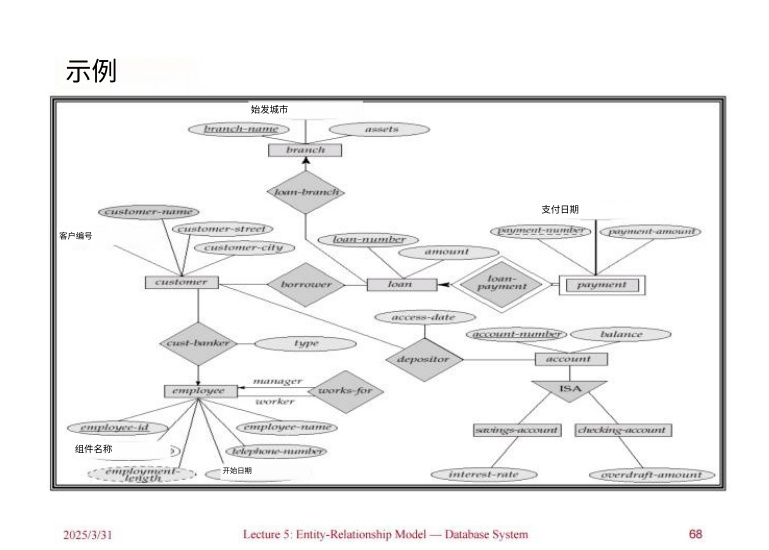 示例
始发城市
branch-name
assets
branch
loan-branch
customer-name
支付日期
客户编号
customer-street
customer-city
loan-number
amount
payment-number
payment-amount
customer
borrower
loan
loan-
payment
payment
access-date
account-number
balance
cust-banker
type
depositor
account
employee
manager
worker
works-for
ISA
employee-id
employee-name
savings-account
checking-account
组件名称
telephone-number
employment-
length
开始日期
interest-rate
overdraft-amount
2025/3/31
Lecture 5: Entity-Relationship Model — Database System
68